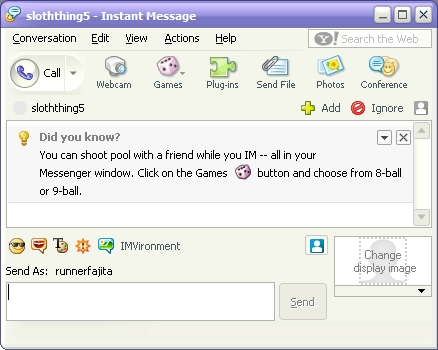 sloththing5 - Instant Message
Conversation Edit View Actions Help
Y! Search the Web
Call Webcam Games Plug-ins Send File Photos Conference
sloththing5 Add Ignore
Did you know?
You can shoot pool with a friend while you IM -- all in your
Messenger window. Click on the Games button and choose from 8-ball
or 9-ball.
IMVironment
Send As: runnerfajita
Change
display image
Send